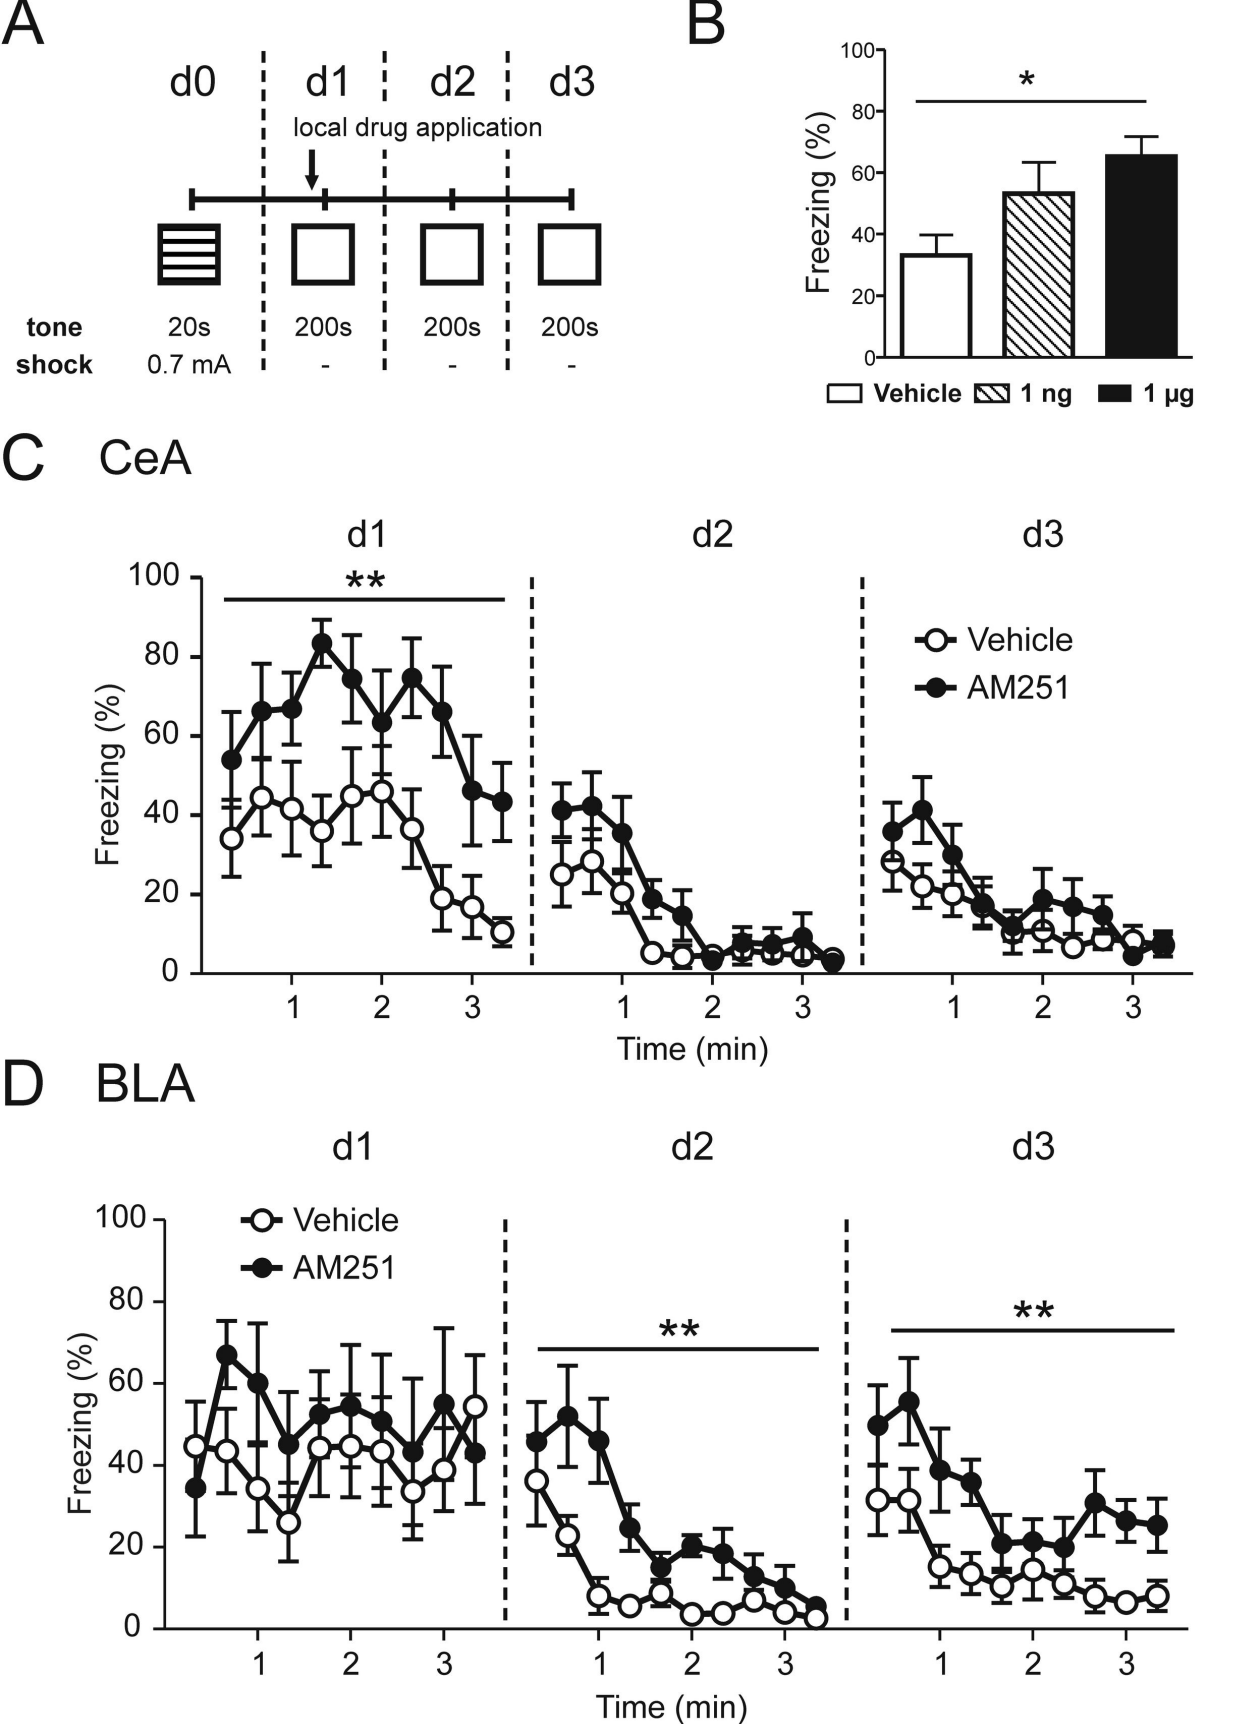 A
d0 d1 d2 d3
local drug application
tone 20s 200s 200s 200s
shock 0.7 mA - - -
B
*
100
80
60
40
20
0
Freezing (%)
Vehicle 1 ng 1 µg
C CeA
d1 d2 d3
**
100
80
60
40
20
0
Freezing (%)
Vehicle
AM251
1 2 3 1 2 3 1 2 3
Time (min)
D BLA
d1 d2 d3
Vehicle
AM251
** **
100
80
60
40
20
0
Freezing (%)
1 2 3 1 2 3 1 2 3
Time (min)